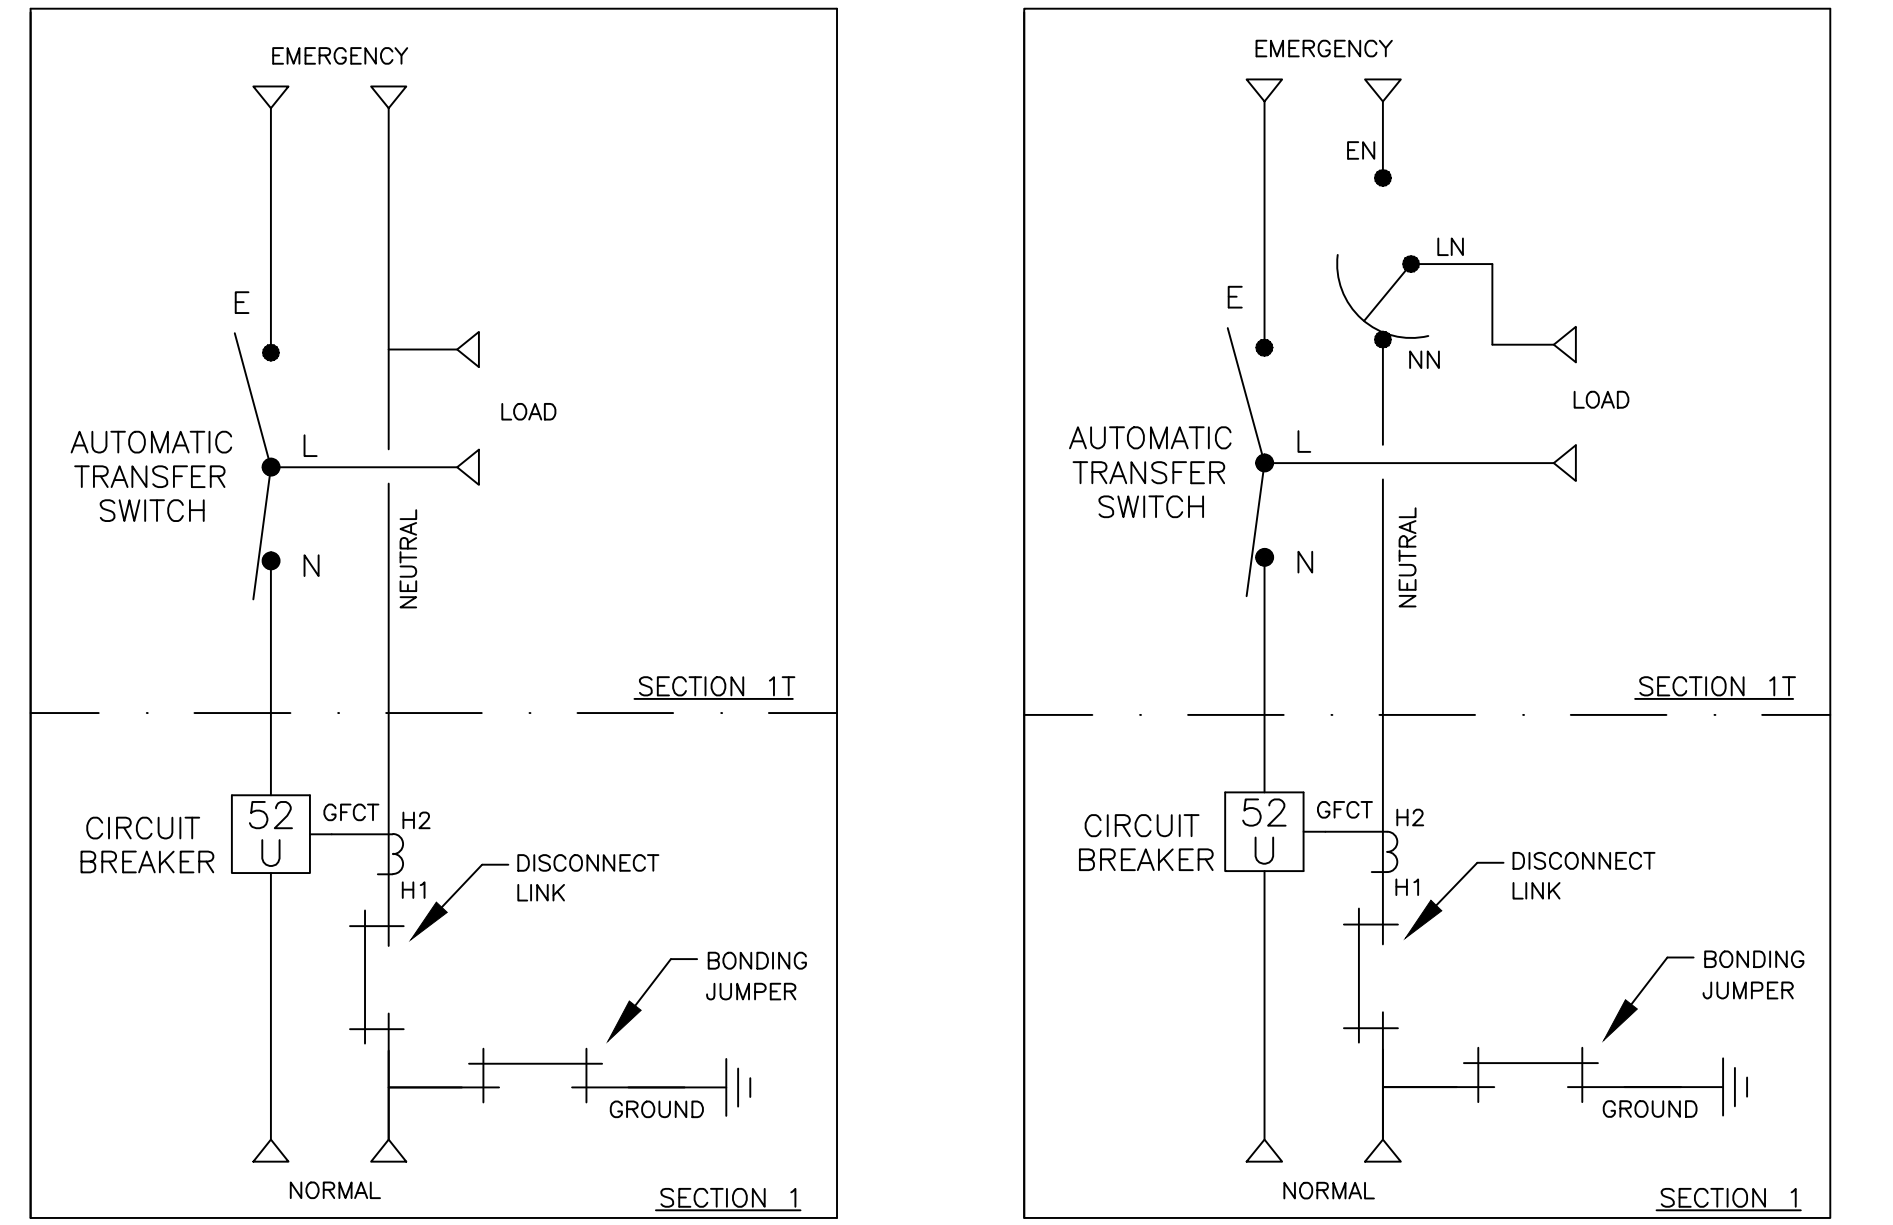 EMERGENCY
E
AUTOMATIC
TRANSFER
SWITCH
L
LOAD
N
NEUTRAL
SECTION 1T
CIRCUIT
BREAKER
52
U
GFCT
H2
H1
DISCONNECT
LINK
BONDING
JUMPER
GROUND
NORMAL
SECTION 1
EMERGENCY
EN
LN
E
NN
LOAD
AUTOMATIC
TRANSFER
SWITCH
L
N
NEUTRAL
SECTION 1T
CIRCUIT
BREAKER
52
U
GFCT
H2
H1
DISCONNECT
LINK
BONDING
JUMPER
GROUND
NORMAL
SECTION 1